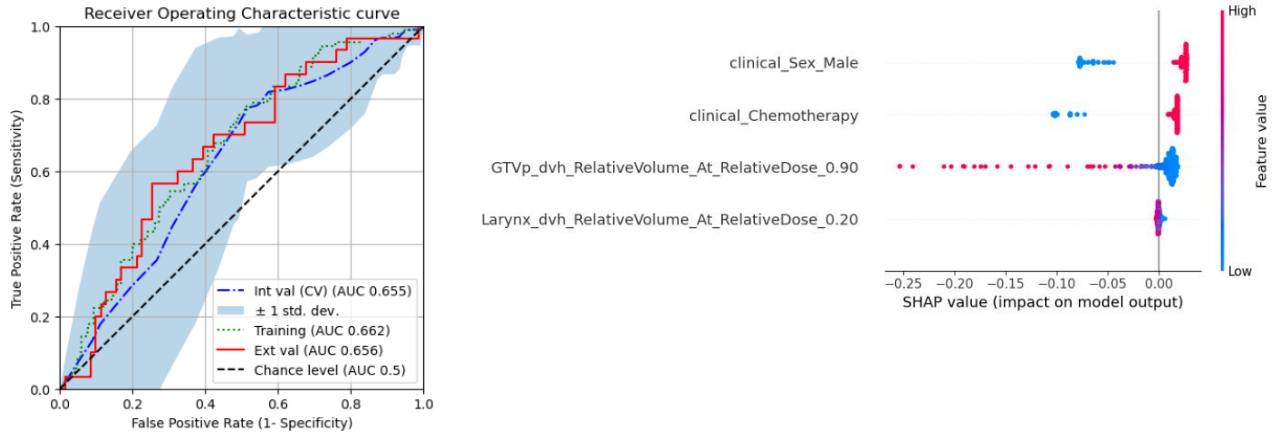 Receiver Operating Characteristic curve
True Positive Rate (Sensitivity)
1.0
0.8
0.6
0.4
0.2
0.0
Int val (CV) (AUC 0.655)
± 1 std. dev.
Training (AUC 0.662)
Ext val (AUC 0.656)
Chance level (AUC 0.5)
0.0 0.2 0.4 0.6 0.8 1.0
False Positive Rate (1- Specificity)
clinical_Sex_Male
clinical_Chemotherapy
GTVp_dvh_RelativeVolume_At_RelativeDose_0.90
Larynx_dvh_RelativeVolume_At_RelativeDose_0.20
−0.25 −0.20 −0.15 −0.10 −0.05 0.00
SHAP value (impact on model output)
High
Feature value
Low